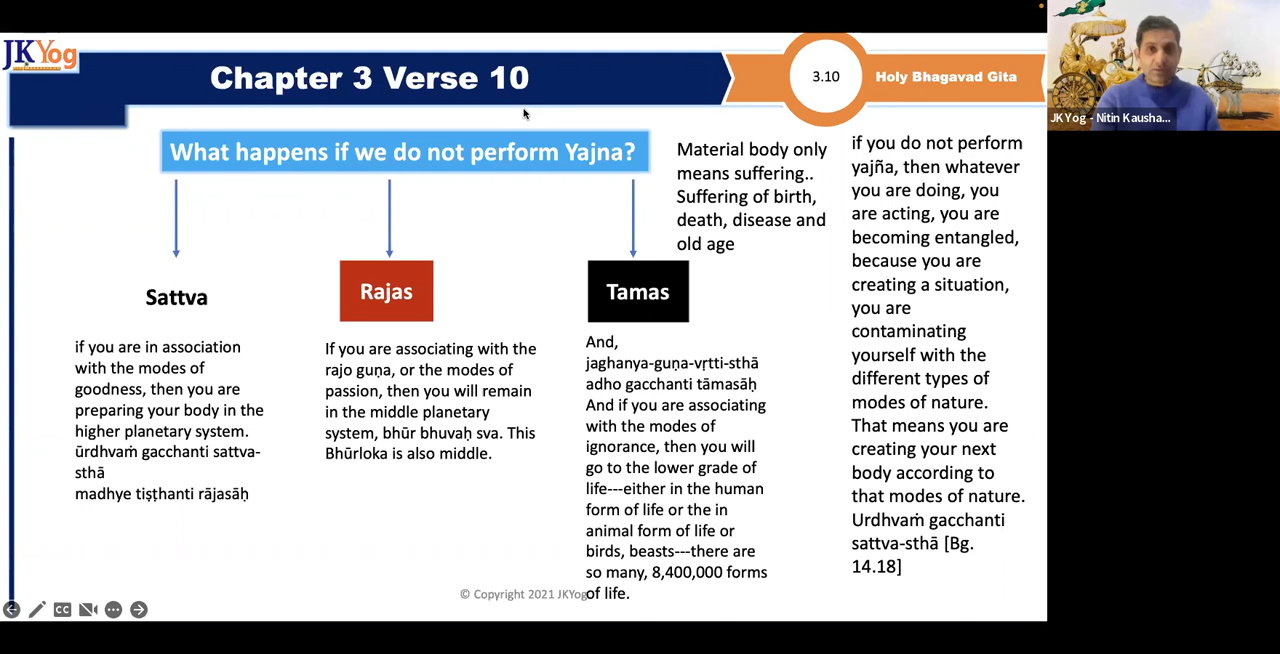 JKYog
Chapter 3 Verse 10
3.10
Holy Bhagavad Gita
JKYog - Nitin Kausha...
What happens if we do not perform Yajna?
Sattva
if you are in association
with the modes of
goodness, then you are
preparing your body in the
higher planetary system.
ūrdhvaṁ gacchanti sattva-
sthā
madhye tiṣṭhanti rājasāḥ
Rajas
If you are associating with the
rajo guṇa, or the modes of
passion, then you will remain
in the middle planetary
system, bhūr bhuvaḥ sva. This
Bhūrloka is also middle.
Tamas
And,
jaghanya-guṇa-vṛtti-sthā
adho gacchanti tāmasāḥ
And if you are associating
with the modes of
ignorance, then you will
go to the lower grade of
life---either in the human
form of life or the in
animal form of life or
birds, beasts---there are
so many, 8,400,000 forms
of life.
Material body only
means suffering..
Suffering of birth,
death, disease and
old age
if you do not perform
yajña, then whatever
you are doing, you
are acting, you are
becoming entangled,
because you are
creating a situation,
you are
contaminating
yourself with the
different types of
modes of nature.
That means you are
creating your next
body according to
that modes of nature.
Urdhvaṁ gacchanti
sattva-sthā [Bg.
14.18]
© Copyright 2021 JKYog
CC